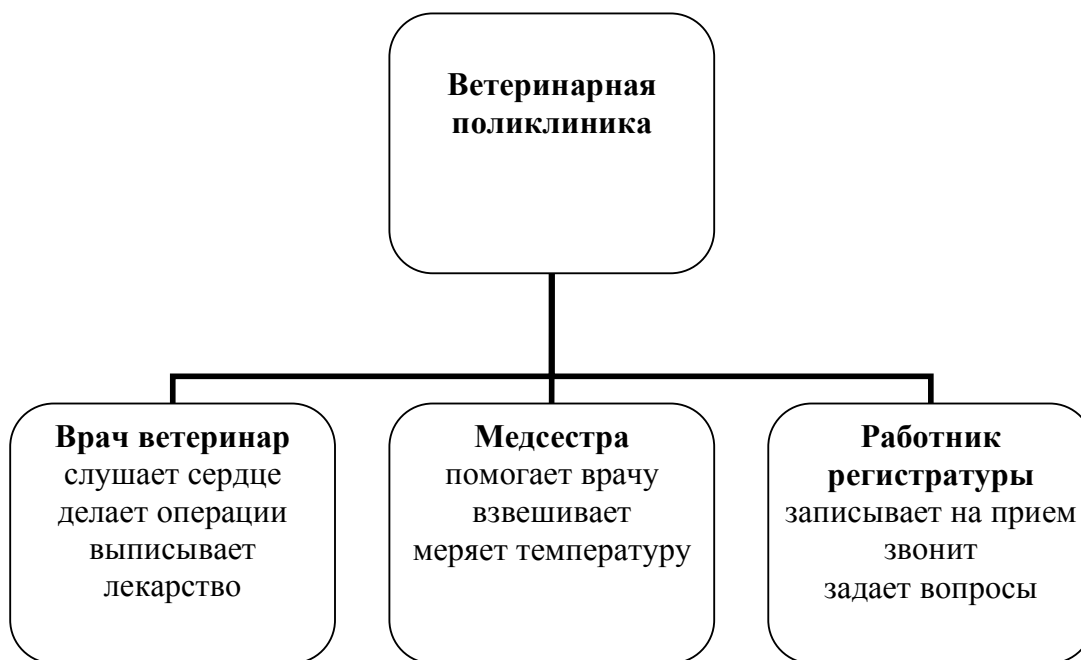 Ветеринарная
поликлиника
Врач ветеринар
слушает сердце
делает операции
выписывает
лекарство
Медсестра
помогает врачу
взвешивает
меряет температуру
Работник
регистратуры
записывает на прием
звонит
задает вопросы